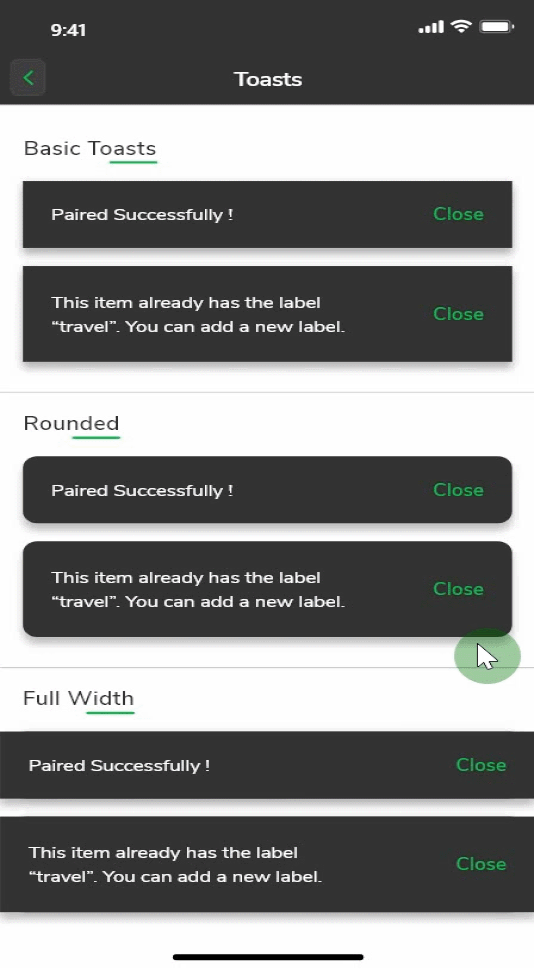 9:41
Toasts
Basic Toasts
Paired Successfully !
Close
This item already has the label
“travel”. You can add a new label.
Close
Rounded
Paired Successfully !
Close
This item already has the label
“travel”. You can add a new label.
Close
Full Width
Paired Successfully !
Close
This item already has the label
“travel”. You can add a new label.
Close